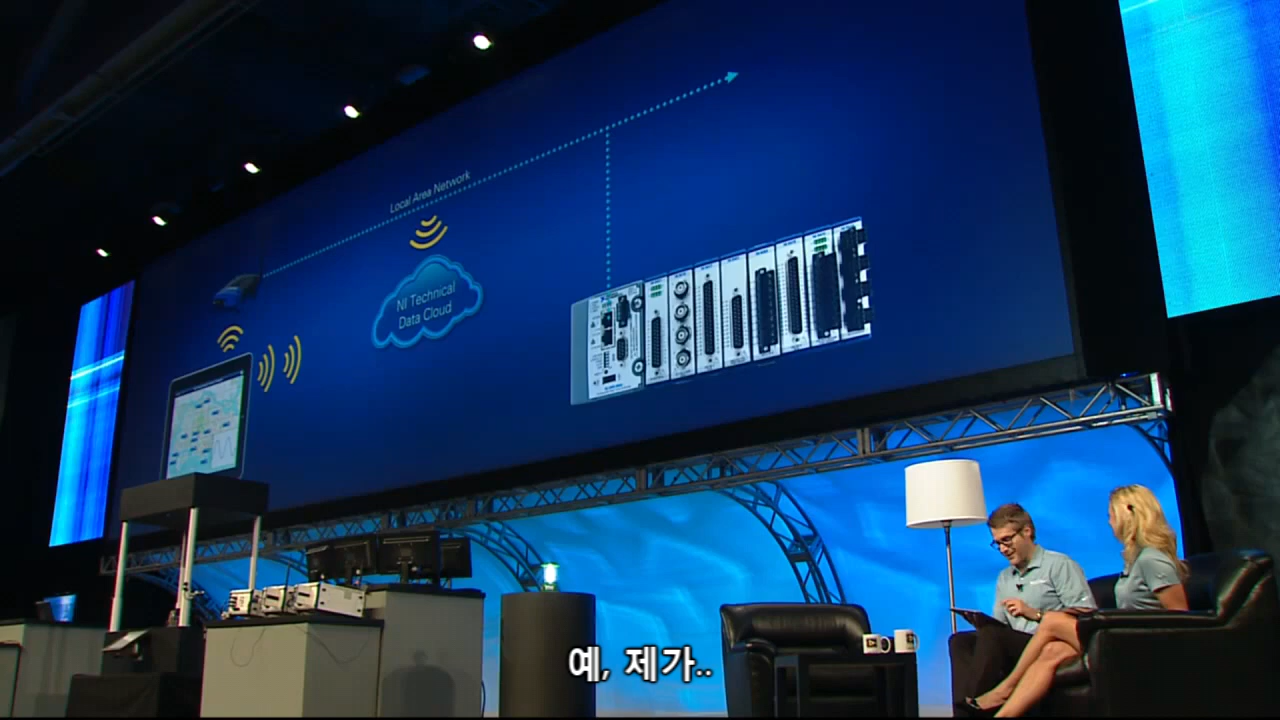 Local Area Network
NI Technical
Data Cloud
예, 제가..